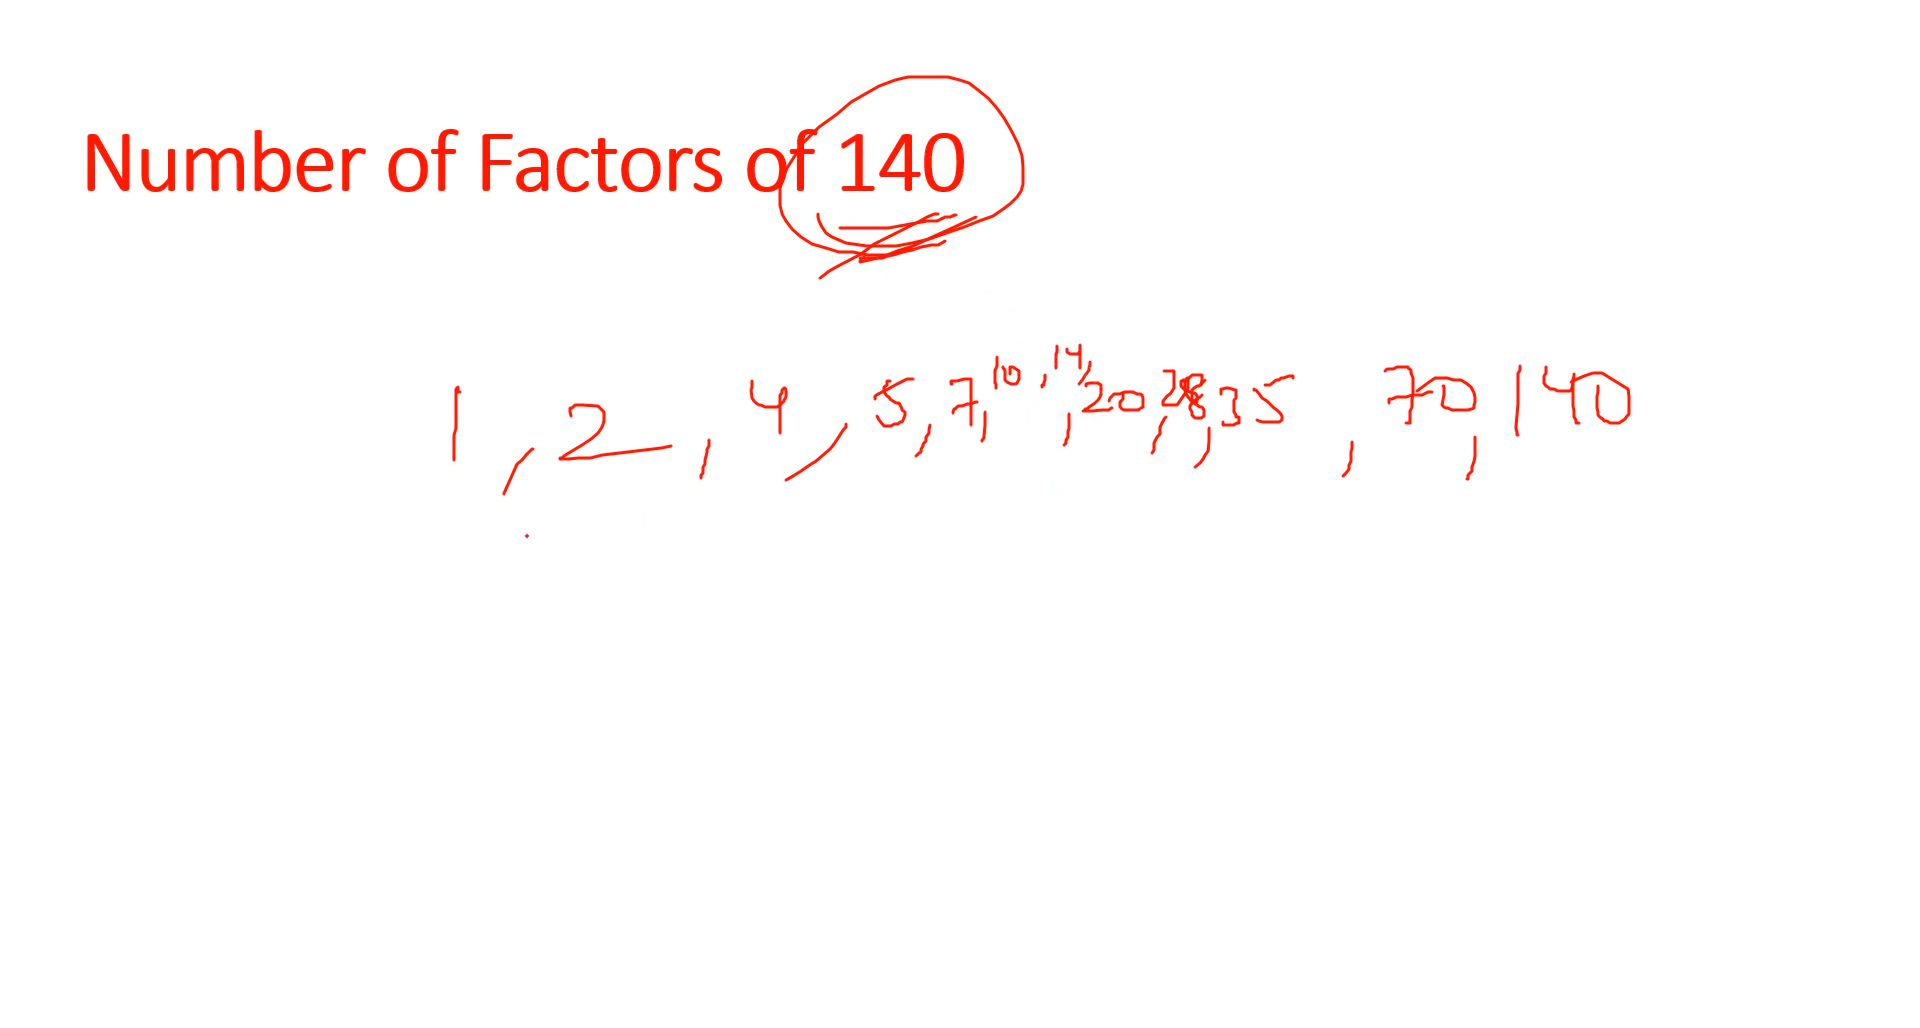 Number of Factors of 140
1, 2, 4, 5, 7, 10, 14, 20, 28, 35, 70, 140